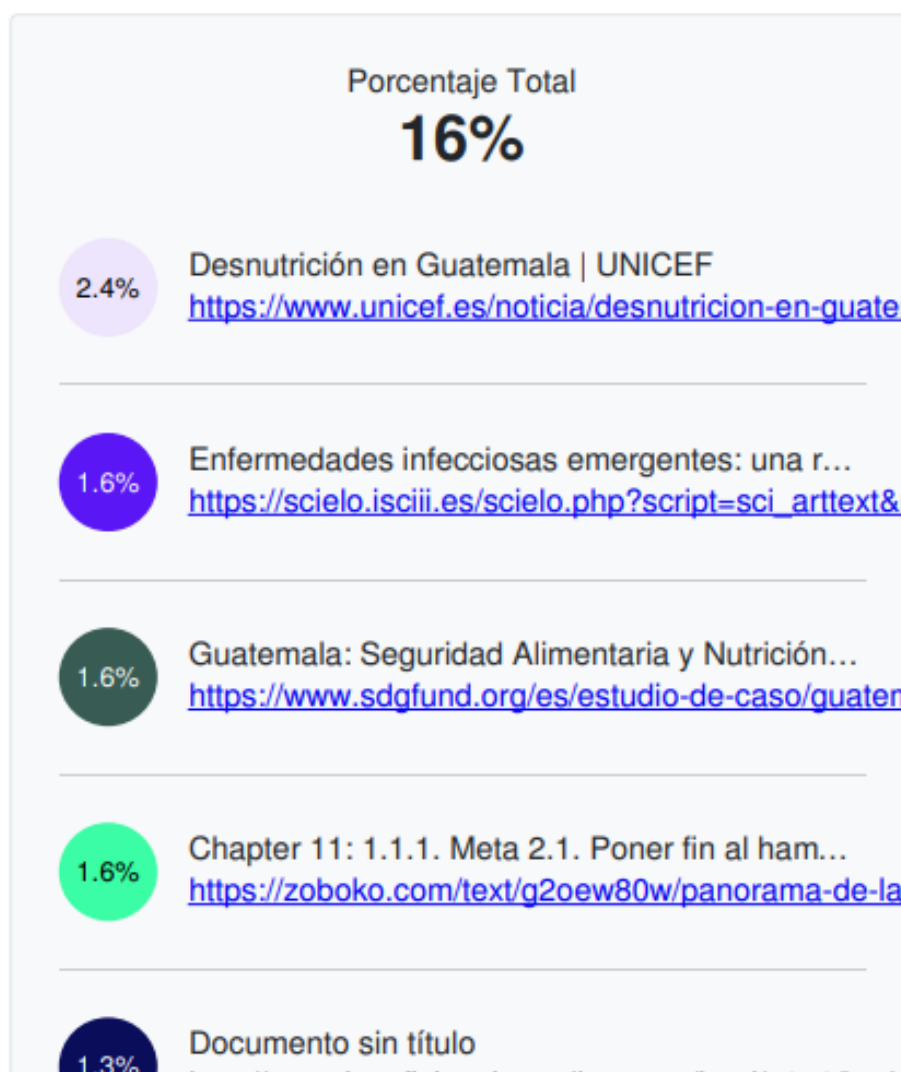 Porcentaje Total
16%
2.4%
Desnutrición en Guatemala | UNICEF
https://www.unicef.es/noticia/desnutricion-en-guate
1.6%
Enfermedades infecciosas emergentes: una r...
https://scielo.isciii.es/scielo.php?script=sci_arttext&
1.6%
Guatemala: Seguridad Alimentaria y Nutrición...
https://www.sdgfund.org/es/estudio-de-caso/guaten
1.6%
Chapter 11: 1.1.1. Meta 2.1. Poner fin al ham...
https://zoboko.com/text/g2oew80w/panorama-de-la
1.3%
Documento sin título